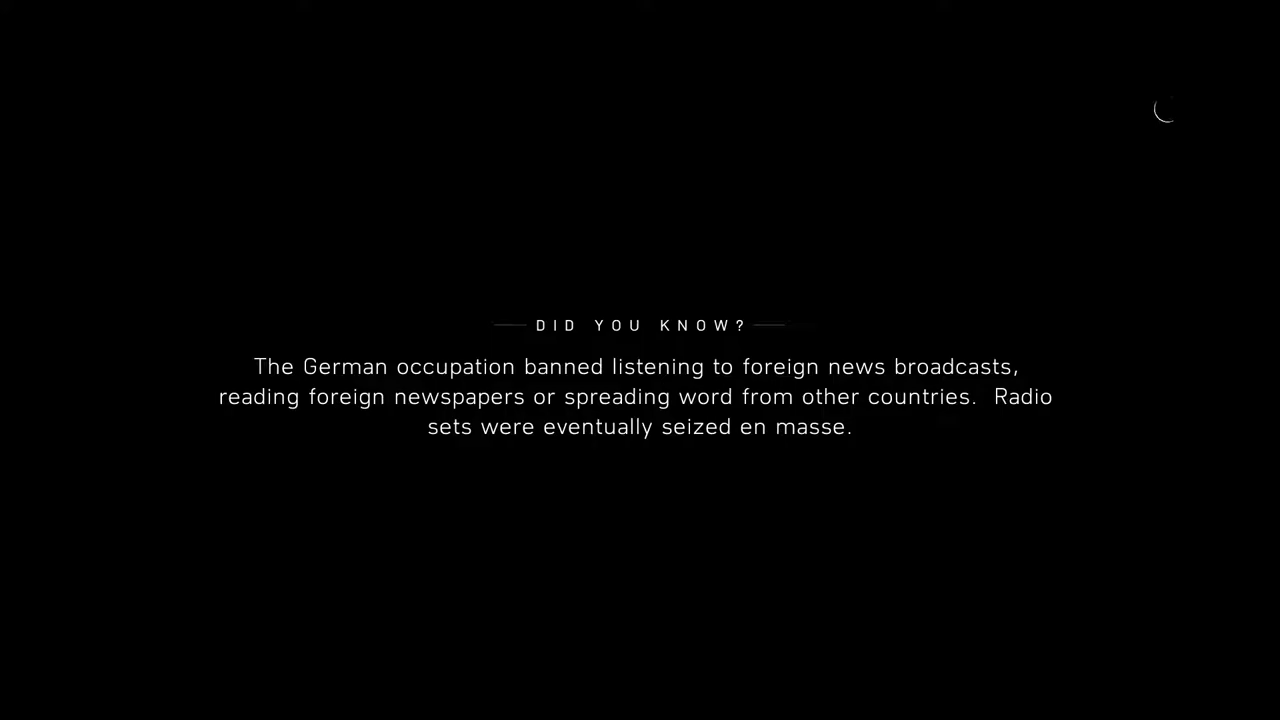 DID YOU KNOW?
The German occupation banned listening to foreign news broadcasts,
reading foreign newspapers or spreading word from other countries.  Radio
sets were eventually seized en masse.